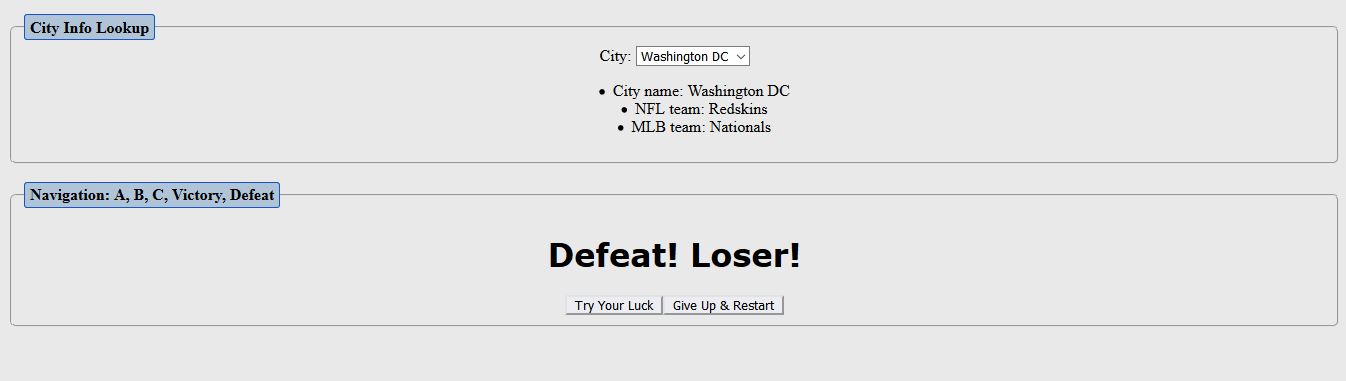 City Info Lookup
City: Washington DC
City name: Washington DC
NFL team: Redskins
MLB team: Nationals
Navigation: A, B, C, Victory, Defeat
Defeat! Loser!
Try Your Luck Give Up & Restart